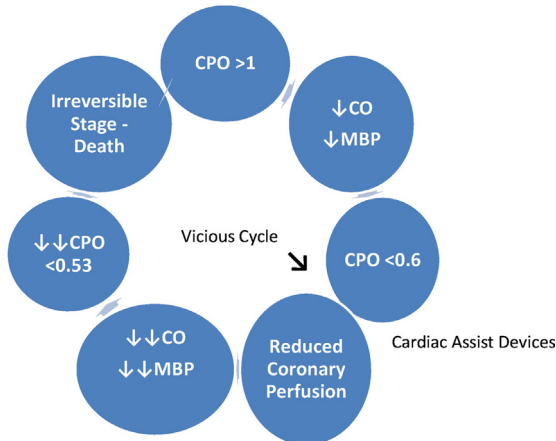 CPO >1
↓CO
↓MBP
CPO <0.6
Cardiac Assist Devices
Reduced
Coronary
Perfusion
↓↓CO
↓↓MBP
↓↓CPO
<0.53
Irreversible
Stage -
Death
Vicious Cycle